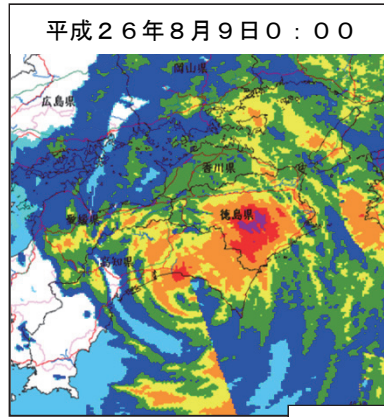 平成２６年８月９日０：００
岡山県
広島県
香川県
徳島県
愛媛県
高知県